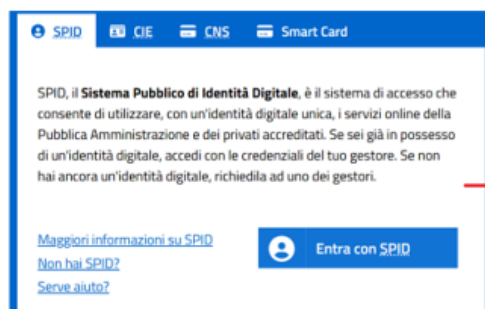 SPID CIE CNS Smart Card
SPID, il Sistema Pubblico di Identità Digitale, è il sistema di accesso che
consente di utilizzare, con un'identità digitale unica, i servizi online della
Pubblica Amministrazione e dei privati accreditati. Se sei già in possesso
di un'identità digitale, accedi con le credenziali del tuo gestore. Se non
hai ancora un'identità digitale, richiedila ad uno dei gestori.
Maggiori informazioni su SPID
Non hai SPID?
Serve aiuto?
Entra con SPID